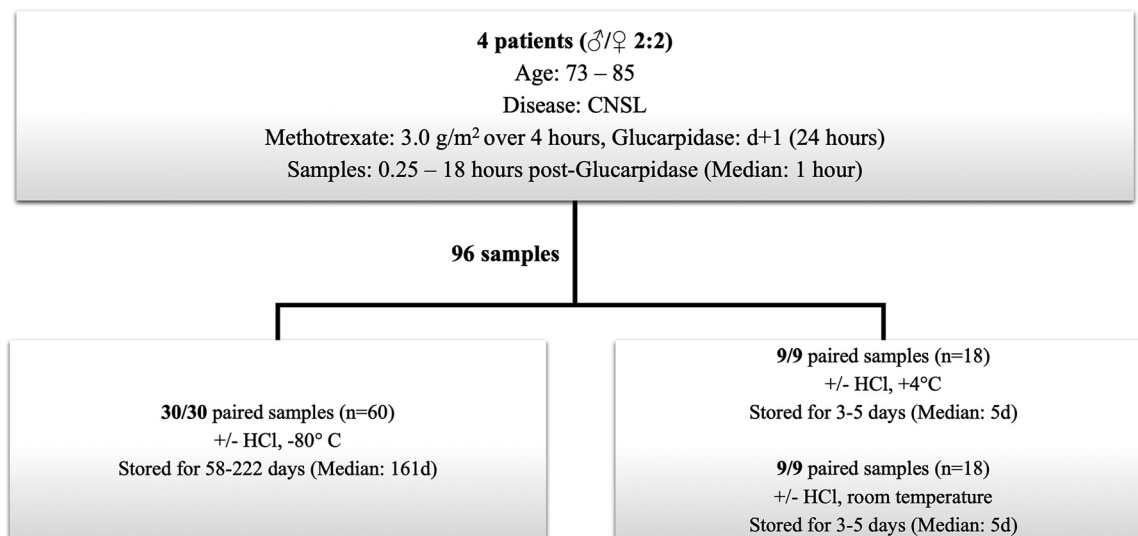 4 patients (♂/♀ 2:2)
Age: 73 – 85
Disease: CNSL
Methotrexate: 3.0 g/m² over 4 hours, Glucarpidase: d+1 (24 hours)
Samples: 0.25 – 18 hours post-Glucarpidase (Median: 1 hour)
96 samples
30/30 paired samples (n=60)
+/- HCl, -80° C
Stored for 58-222 days (Median: 161d)
9/9 paired samples (n=18)
+/- HCl, +4°C
Stored for 3-5 days (Median: 5d)
9/9 paired samples (n=18)
+/- HCl, room temperature
Stored for 3-5 days (Median: 5d)